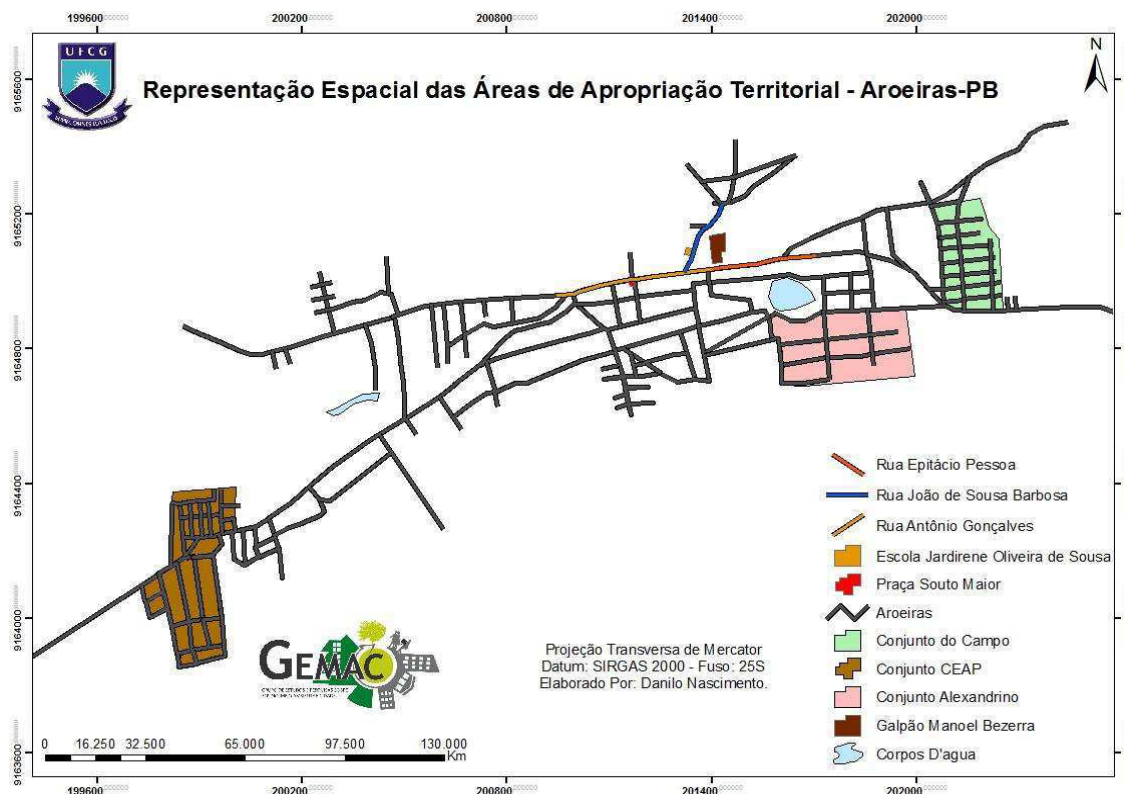 199600
200200
200800
201400
202000
UFCG
N
Representação Espacial das Áreas de Apropriação Territorial - Aroeiras-PB
9165600
9165200
9164800
9164400
9164000
9163600
Rua Epitácio Pessoa
Rua João de Sousa Barbosa
Rua Antônio Gonçalves
Escola Jardirene Oliveira de Sousa
Praça Souto Maior
Aroeiras
Conjunto do Campo
Conjunto CEAP
Conjunto Alexandrino
Galpão Manoel Bezerra
Corpos D'agua
GEMAC
Projeção Transversa de Mercator
Datum: SIRGAS 2000 - Fuso: 25S
Elaborado Por: Danilo Nascimento.
0 16.250 32.500 65.000 97.500 130.000
Km
199600
200200
200800
201400
202000